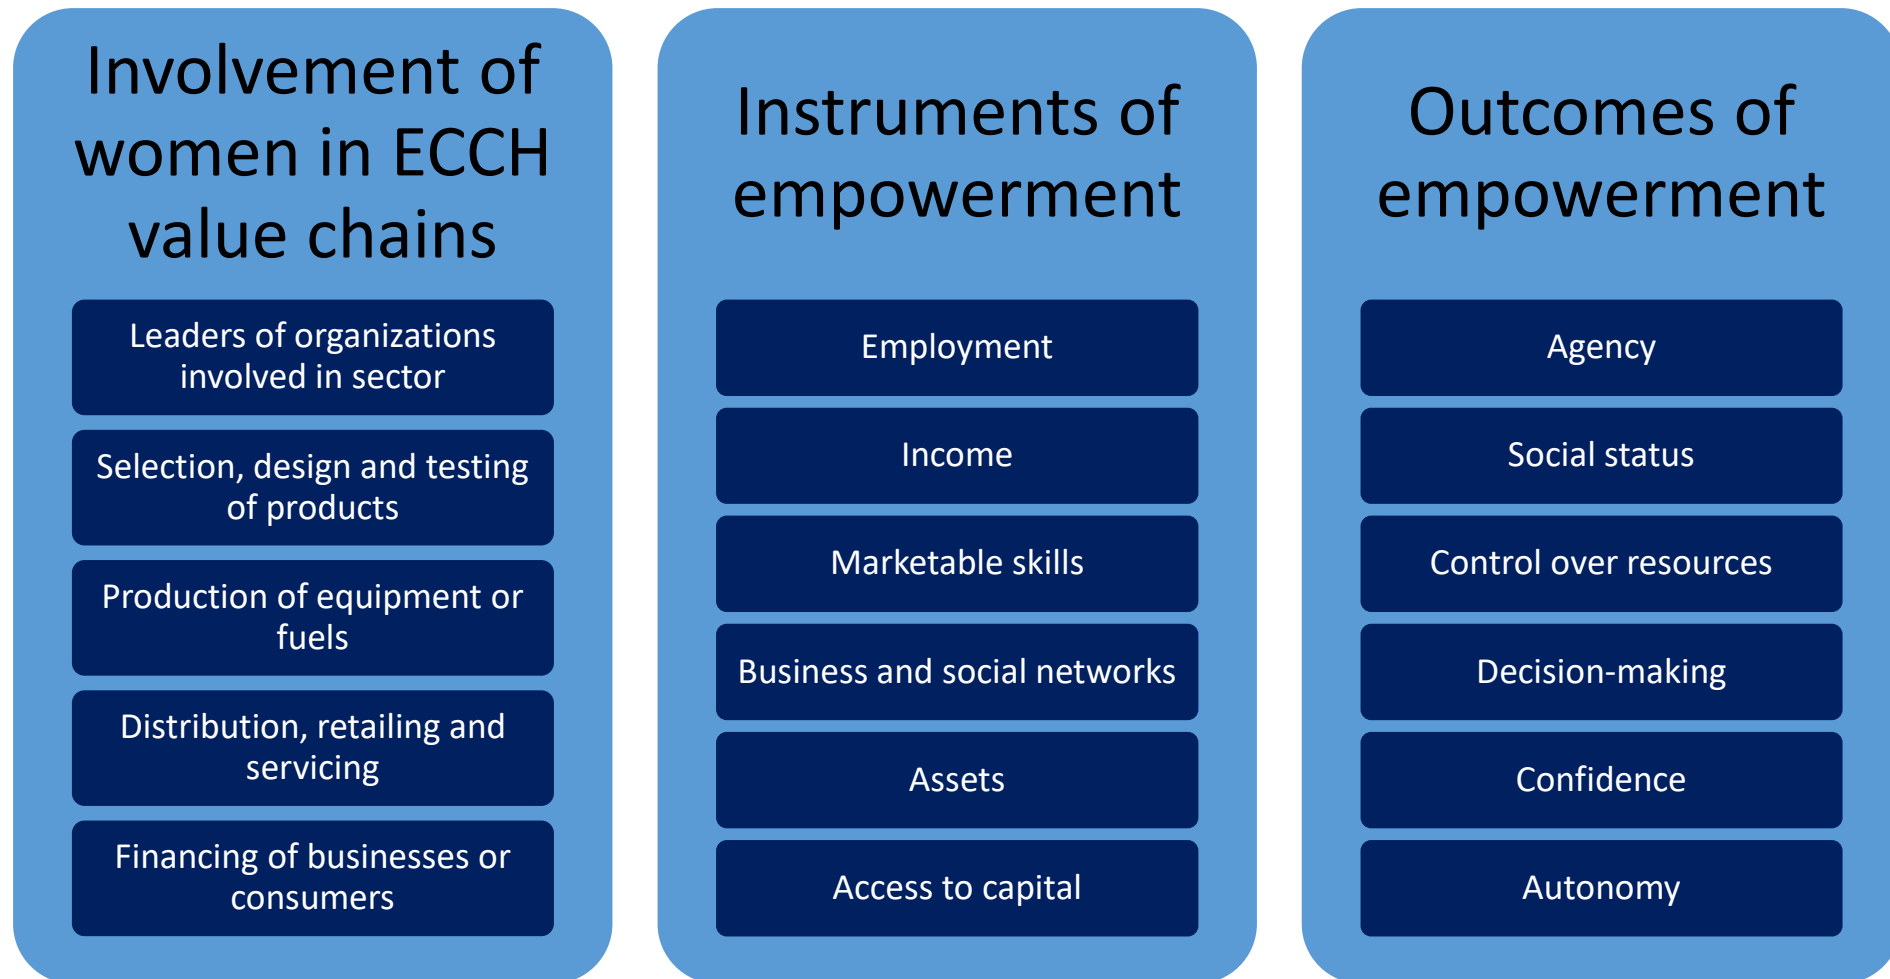 Involvement of
women in ECCH
value chains
Leaders of organizations
involved in sector
Selection, design and testing
of products
Production of equipment or
fuels
Distribution, retailing and
servicing
Financing of businesses or
consumers
Instruments of
empowerment
Employment
Income
Marketable skills
Business and social networks
Assets
Access to capital
Outcomes of
empowerment
Agency
Social status
Control over resources
Decision-making
Confidence
Autonomy